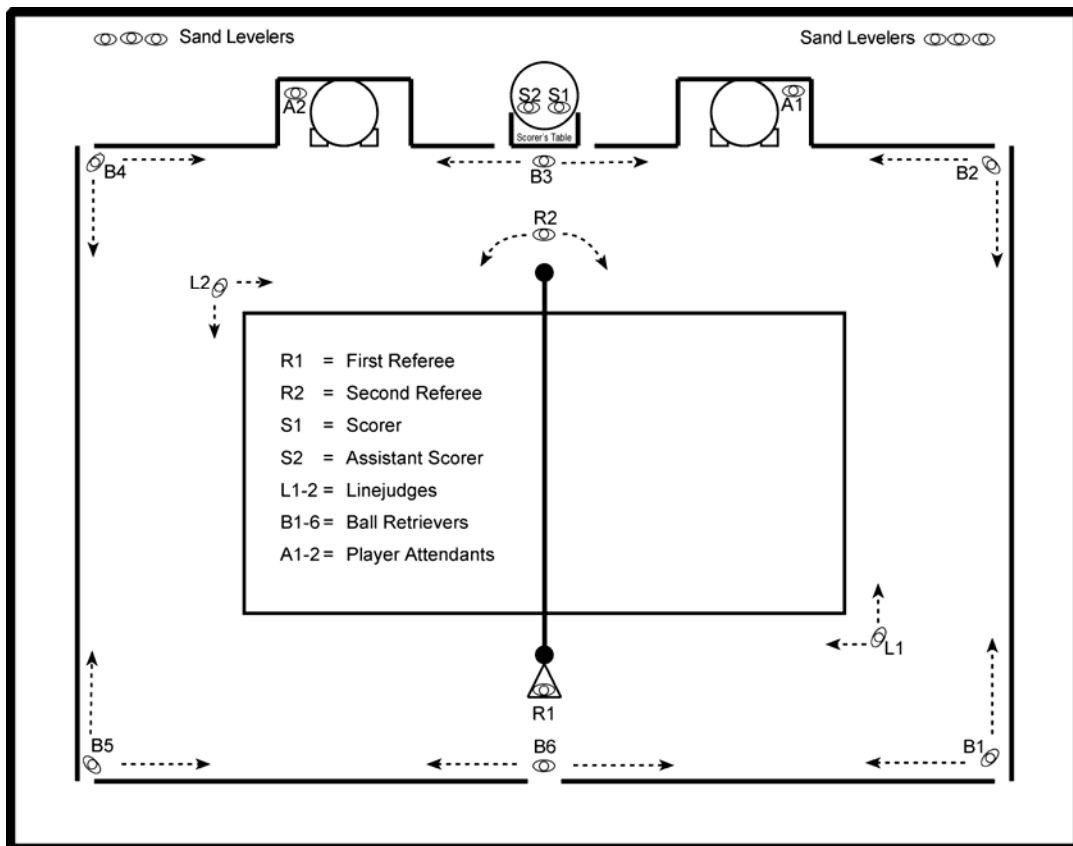 Sand Levelers
Sand Levelers
A2
S2 S1
A1
Scorer's Table
B4
B3
B2
R2
L2
R1 = First Referee
R2 = Second Referee
S1 = Scorer
S2 = Assistant Scorer
L1-2 = Linejudges
B1-6 = Ball Retrievers
A1-2 = Player Attendants
L1
R1
B5
B6
B1